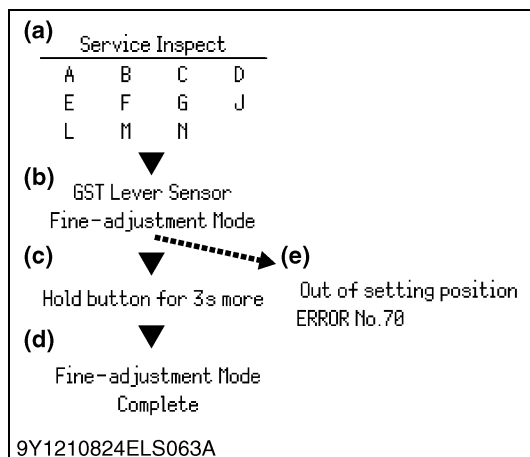 (a)
Service Inspect
A B C D
E F G J
L M N
(b)
GST Lever Sensor
Fine-adjustment Mode
(c)
Hold button for 3s more
(d)
Fine-adjustment Mode
Complete
(e)
Out of setting position
ERROR No.70
9Y1210824ELS063A